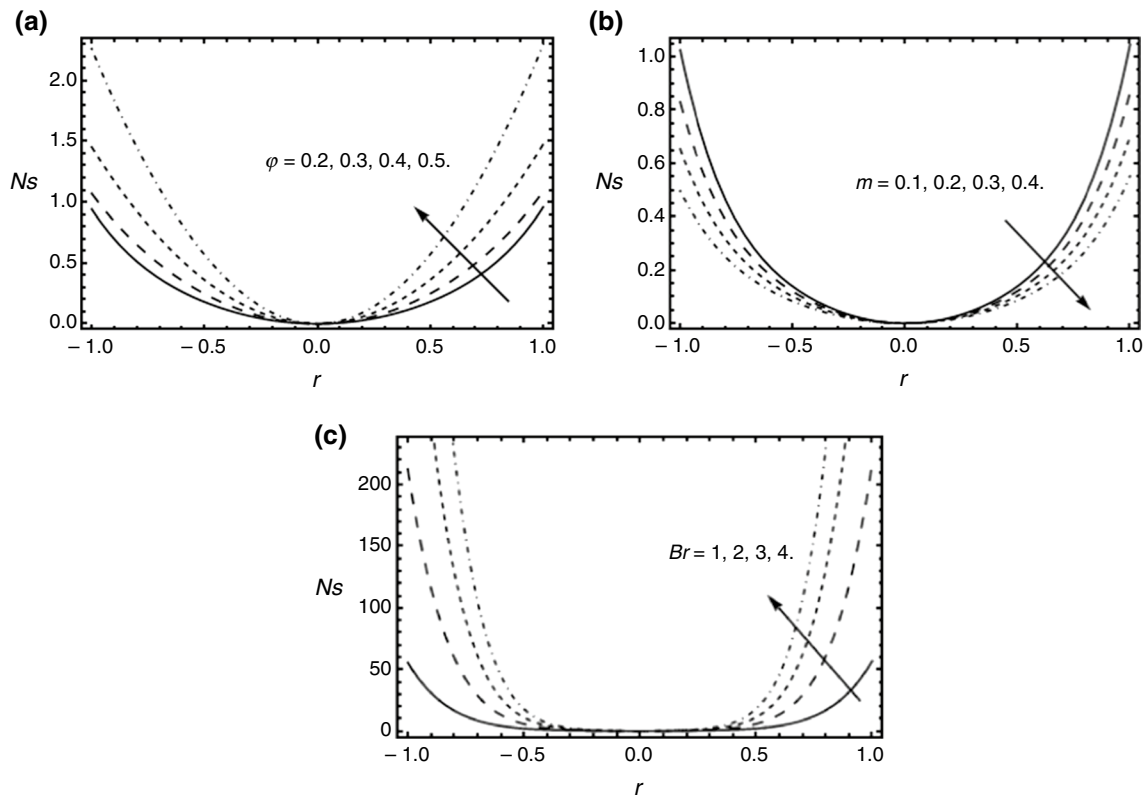 (a)
2.0
1.5
φ = 0.2, 0.3, 0.4, 0.5.
Ns
1.0
0.5
0.0
– 1.0 – 0.5 0.0 0.5 1.0
r
(b)
1.0
0.8
0.6
Ns
m = 0.1, 0.2, 0.3, 0.4.
0.4
0.2
0.0
– 1.0 – 0.5 0.0 0.5 1.0
r
(c)
200
150
Br = 1, 2, 3, 4.
Ns
100
50
0
– 1.0 – 0.5 0.0 0.5 1.0
r